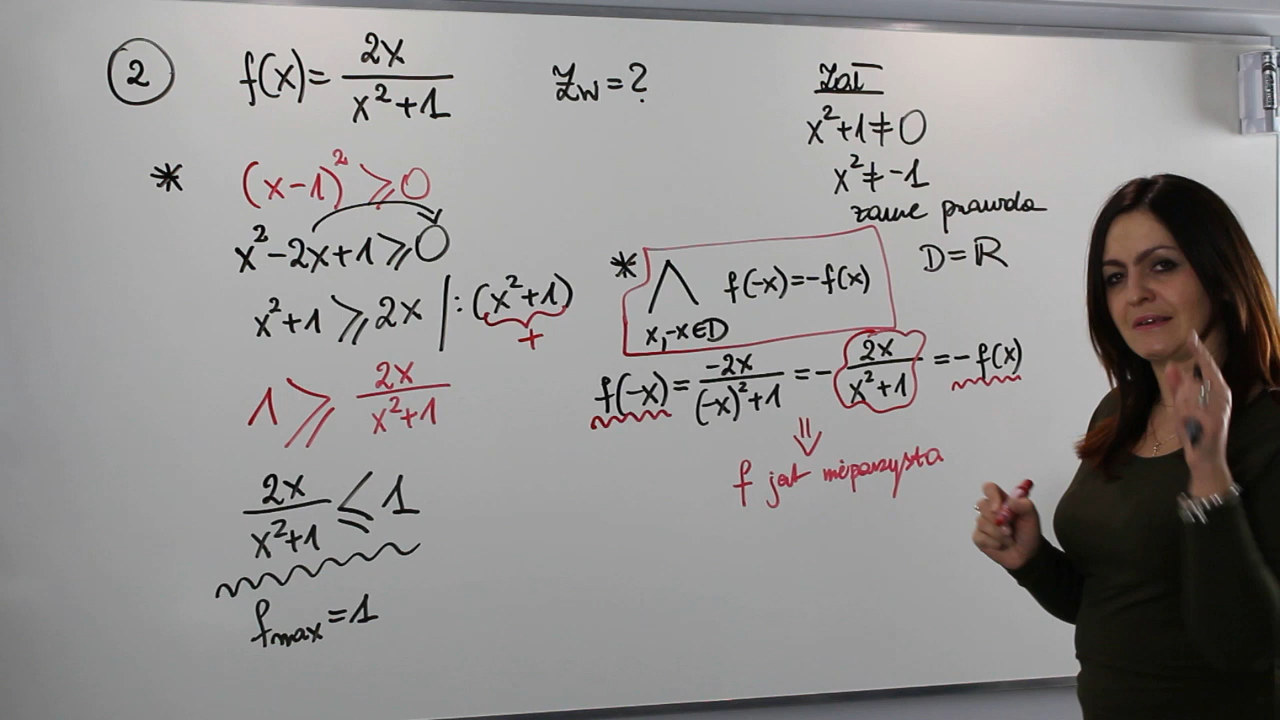 ② f(x)= 2x / x²+1
Zw=?
* (x-1)² ⩾0
x²-2x+1⩾0
x²+1⩾2x |:(x²+1)
+
1⩾ 2x / x²+1
2x / x²+1 ⩽1
fmax=1
Zał
x²+1≠0
x²≠-1
zawsze prawda
D=ℝ
* ⋀ f(-x)=-f(x)
x,-x∈D
f(-x)= -2x / (-x)²+1 =- 2x / x²+1 =-f(x)
⇓
f jest nieparzysta